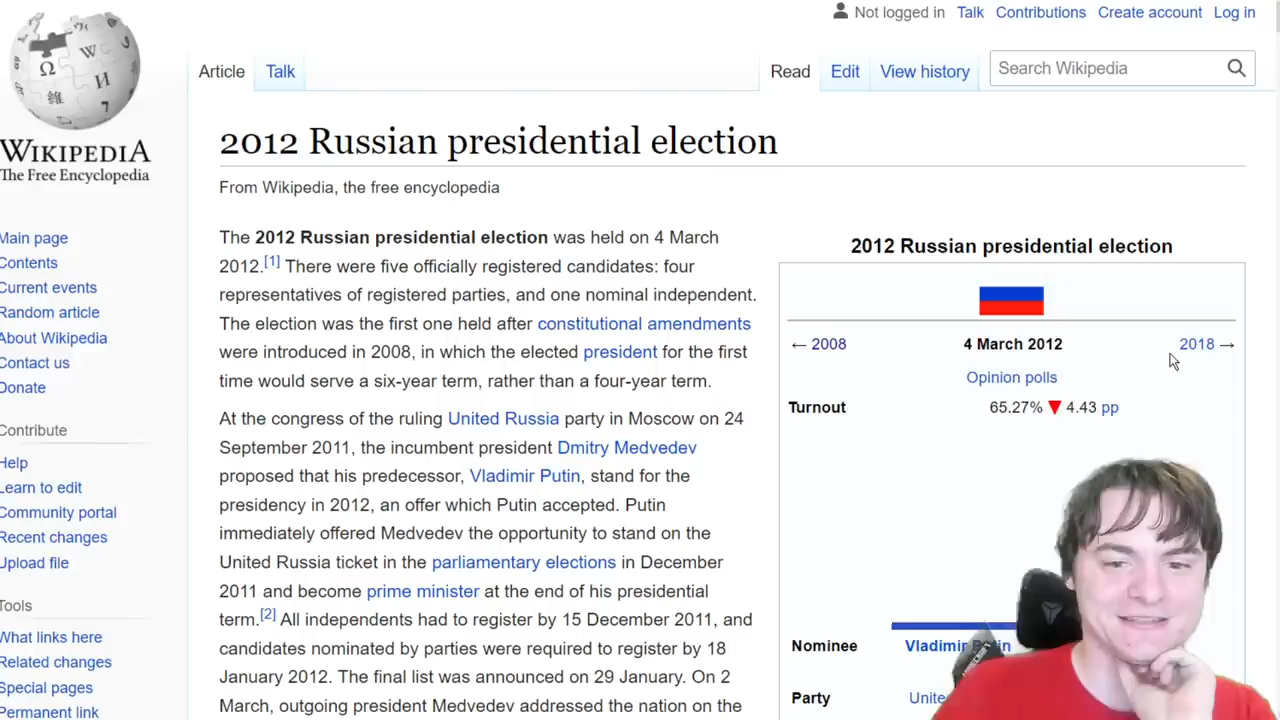 Not logged in Talk Contributions Create account Log in
Article Talk Read Edit View history Search Wikipedia
WIKIPEDIA
The Free Encyclopedia
Main page
Contents
Current events
Random article
About Wikipedia
Contact us
Donate
Contribute
Help
Learn to edit
Community portal
Recent changes
Upload file
Tools
What links here
Related changes
Special pages
Permanent link
2012 Russian presidential election
From Wikipedia, the free encyclopedia
The 2012 Russian presidential election was held on 4 March
2012.[1] There were five officially registered candidates: four
representatives of registered parties, and one nominal independent.
The election was the first one held after constitutional amendments
were introduced in 2008, in which the elected president for the first
time would serve a six-year term, rather than a four-year term.
At the congress of the ruling United Russia party in Moscow on 24
September 2011, the incumbent president Dmitry Medvedev
proposed that his predecessor, Vladimir Putin, stand for the
presidency in 2012, an offer which Putin accepted. Putin
immediately offered Medvedev the opportunity to stand on the
United Russia ticket in the parliamentary elections in December
2011 and become prime minister at the end of his presidential
term.[2] All independents had to register by 15 December 2011, and
candidates nominated by parties were required to register by 18
January 2012. The final list was announced on 29 January. On 2
March, outgoing president Medvedev addressed the nation on the
2012 Russian presidential election
← 2008 4 March 2012 2018 →
Opinion polls
Turnout 65.27% ▼ 4.43 pp
Nominee Vladimir
Party